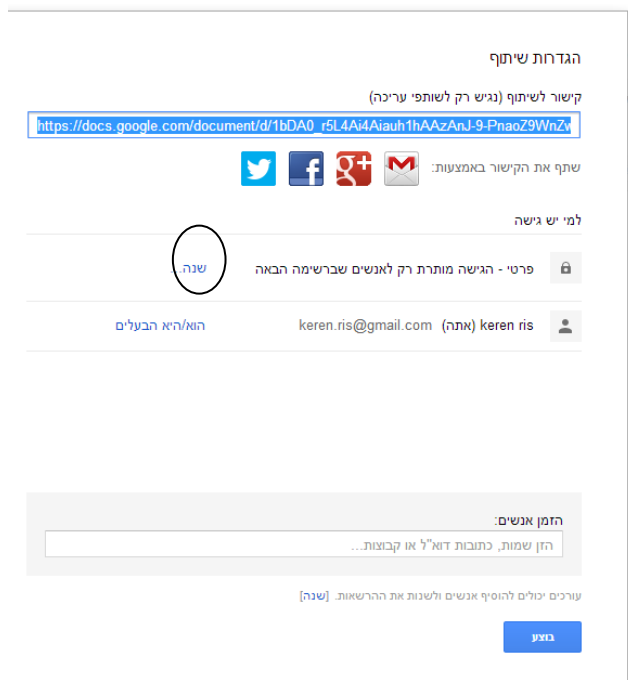 הגדרות שיתוף
קישור לשיתוף (נגיש רק לשותפי עריכה)
https://docs.google.com/document/d/1bDA0_r5L4Ai4Aiauh1hAAzAnJ-9-PnaoZ9WnZw
שתף את הקישור באמצעות:
למי יש גישה
פרטי - הגישה מותרת רק לאנשים שברשימה הבאה שנה...
keren ris (אתה) keren.ris@gmail.com הוא/היא הבעלים
הזמן אנשים:
הזן שמות, כתובות דוא"ל או קבוצות...
עורכים יכולים להוסיף אנשים ולשנות את ההרשאות. [שנה]
בוצע